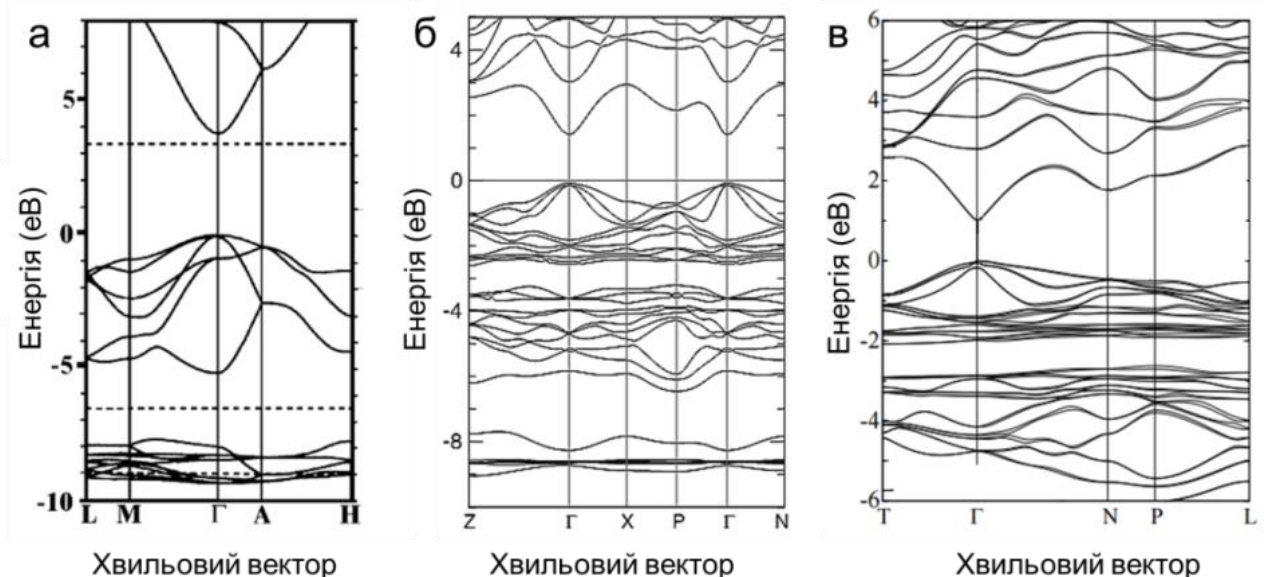 а
Енергія (еВ)
5
0
-5
-10
L M Γ A H
Хвильовий вектор
б
Енергія (еВ)
4
0
-4
-8
Z Γ X P Γ N
Хвильовий вектор
в
Енергія (еВ)
6
4
2
0
-2
-4
-6
T Γ N P L
Хвильовий вектор